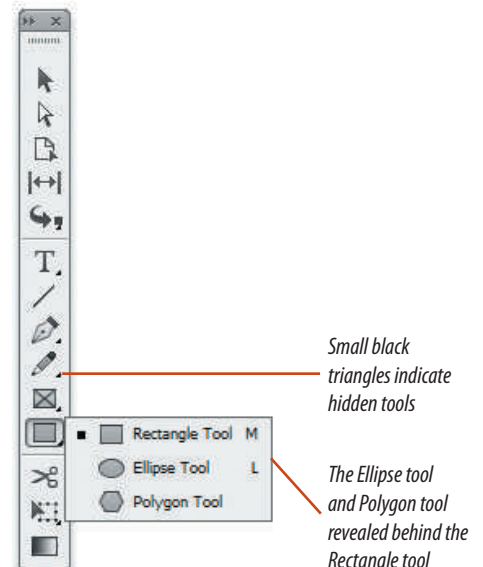 Small black
triangles indicate
hidden tools
Rectangle Tool M
Ellipse Tool L
Polygon Tool
The Ellipse tool
and Polygon tool
revealed behind the
Rectangle tool